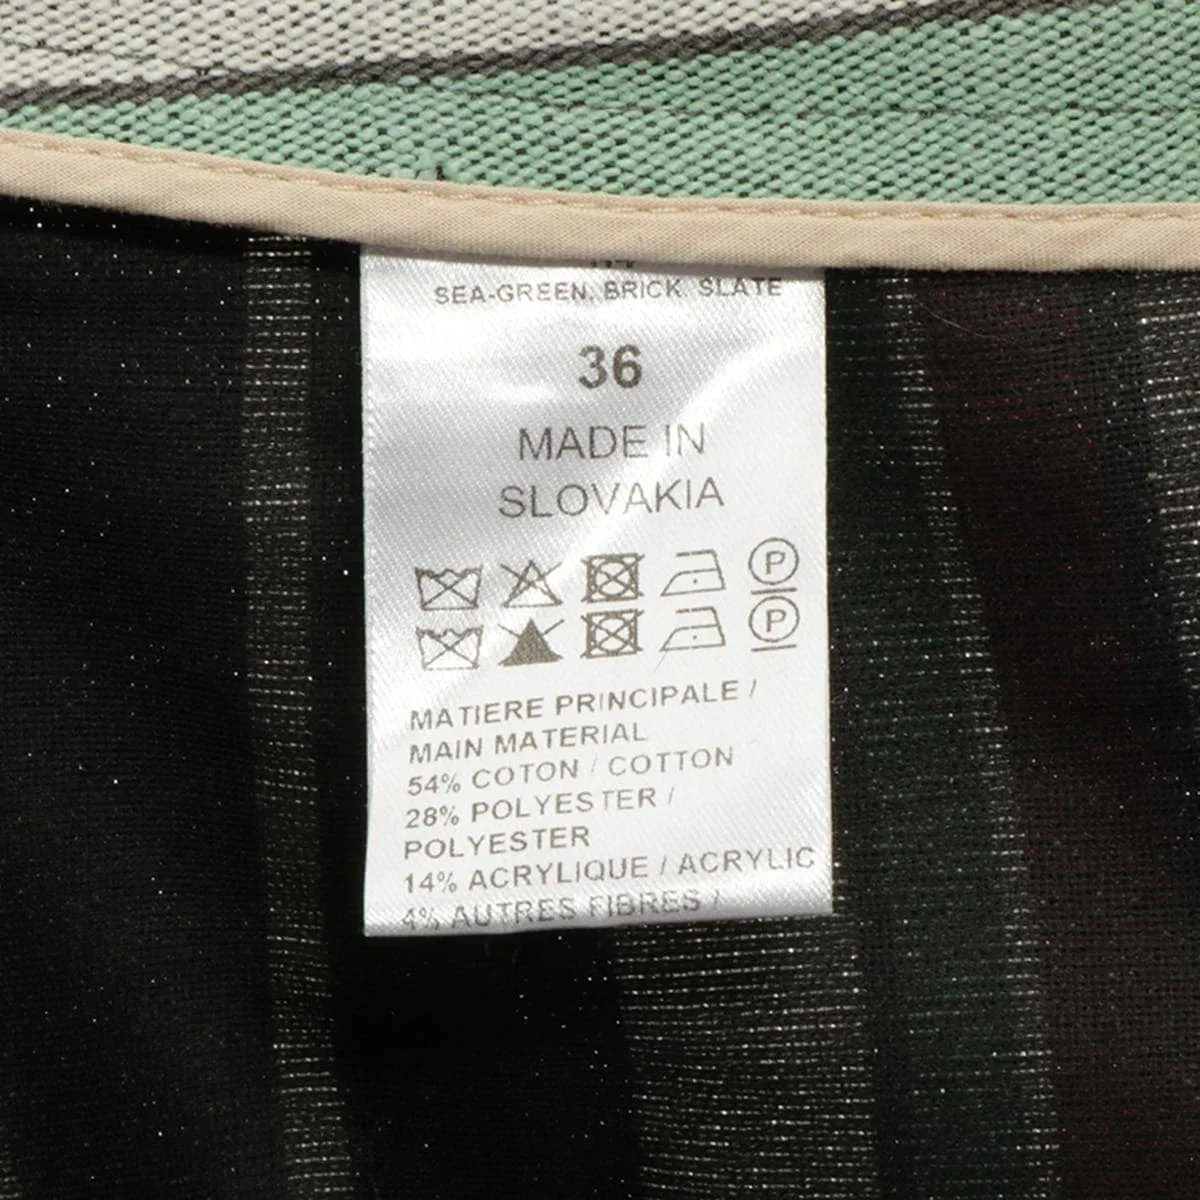 SEA-GREEN, BRICK, SLATE
36
MADE IN
SLOVAKIA
P
P
MATIERE PRINCIPALE /
MAIN MATERIAL
54% COTON / COTTON
28% POLYESTER /
POLYESTER
14% ACRYLIQUE / ACRYLIC
4% AUTRES FIBRES /